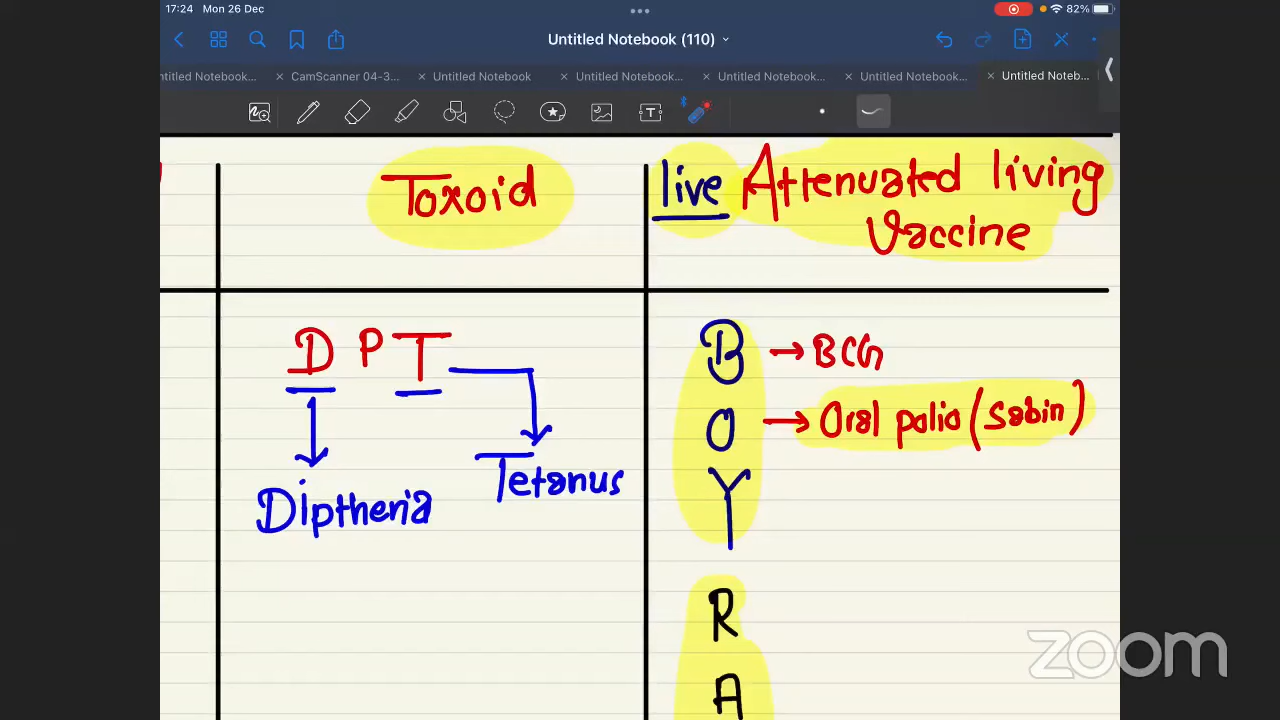 17:24 Mon 26 Dec
82%
Untitled Notebook (110)
ntitled Notebook...
CamScanner 04-3...
Untitled Notebook
Untitled Notebook...
Untitled Notebook...
Untitled Notebook...
Untitled Noteb...
Toxoid
live Attenuated living
Vaccine
D P T
Diptheria
Tetanus
B → BCG
O → Oral polio (Sabin)
Y
R
A
zoom